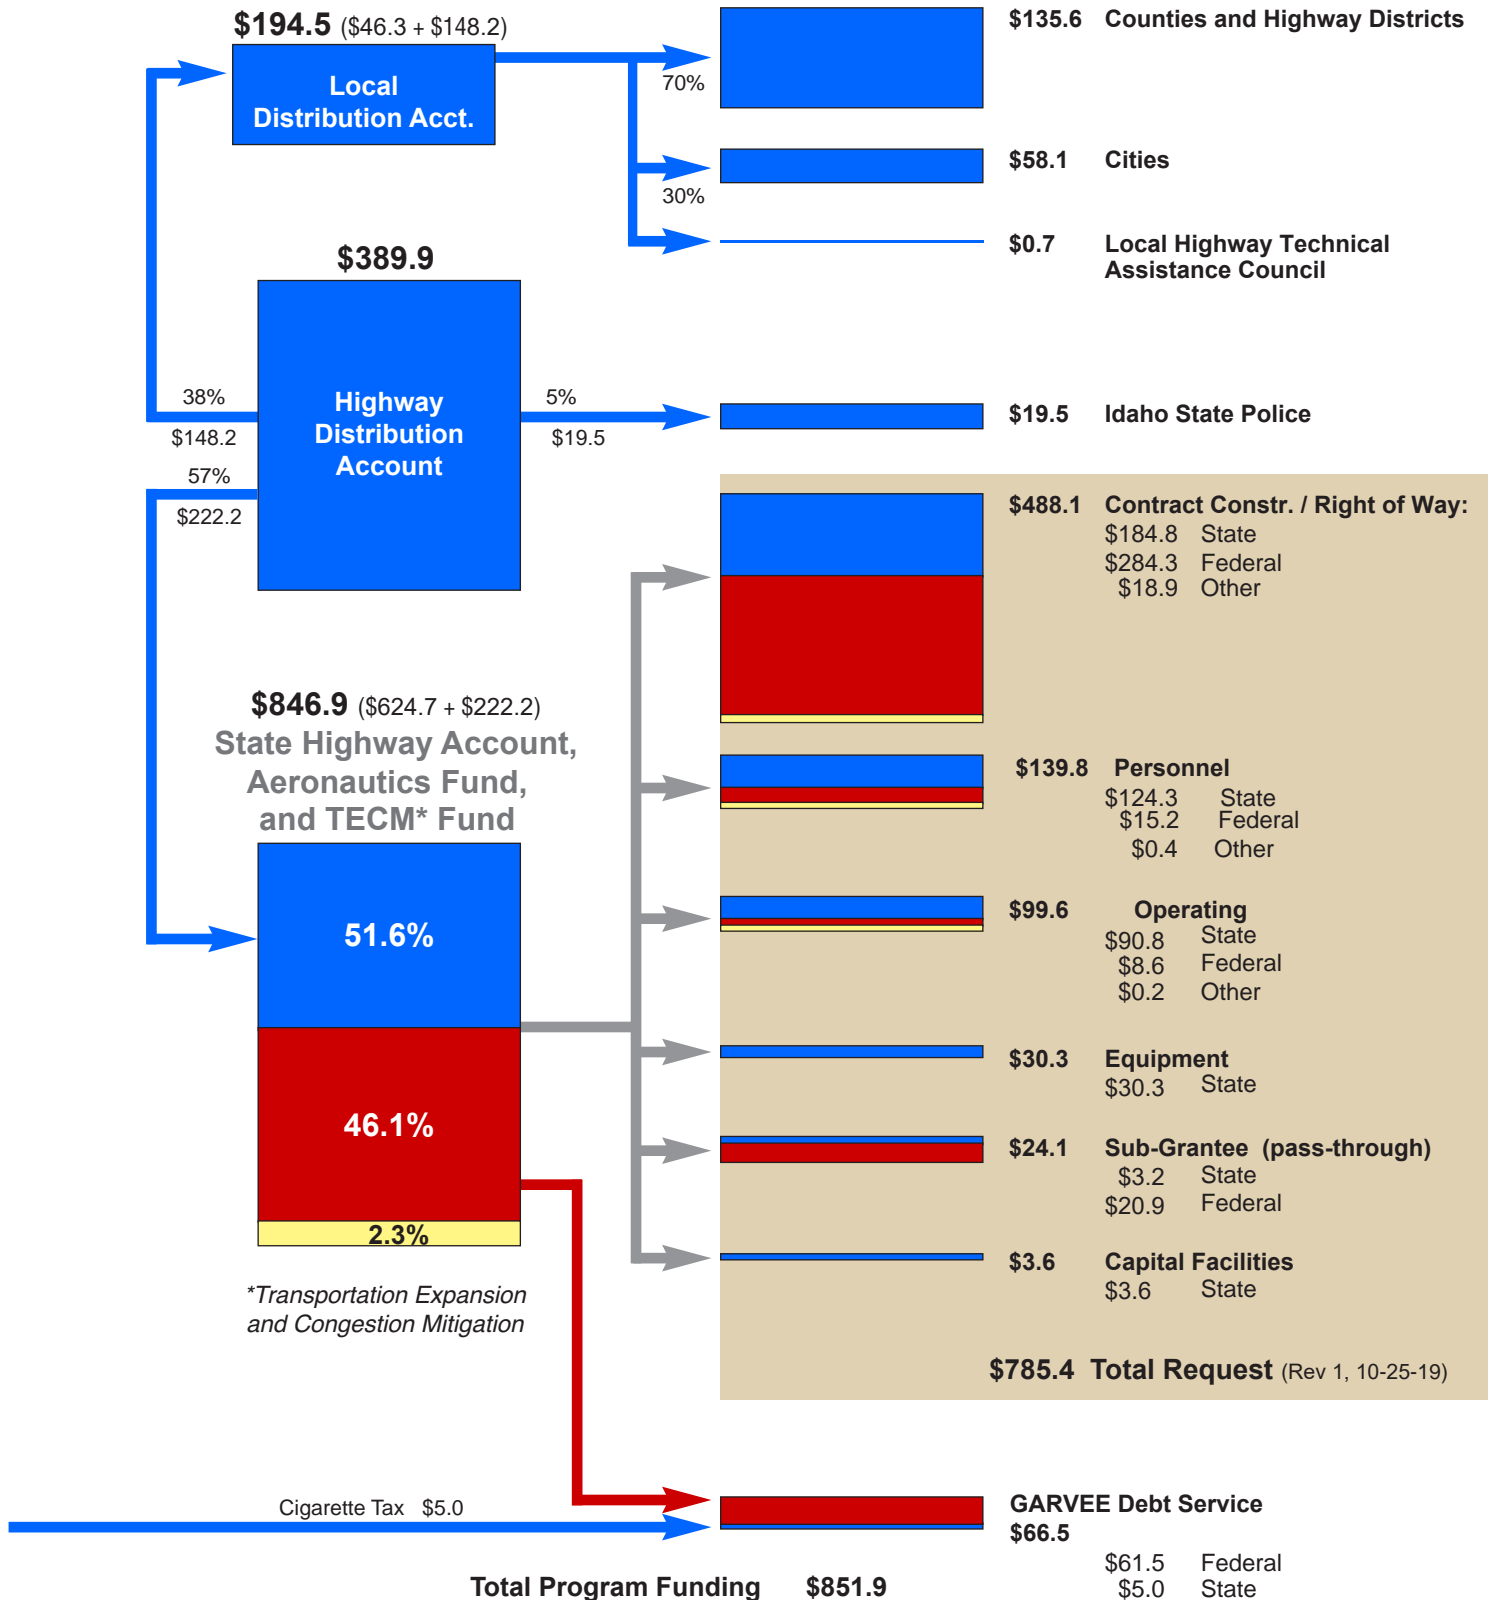 $194.5 ($46.3 + $148.2)
Local
Distribution Acct.
70%
30%
$135.6 Counties and Highway Districts
$58.1 Cities
$0.7 Local Highway Technical
Assistance Council
$389.9
Highway
Distribution
Account
38%
$148.2
57%
$222.2
5%
$19.5
$19.5 Idaho State Police
$488.1 Contract Constr. / Right of Way:
$184.8 State
$284.3 Federal
$18.9 Other
$846.9 ($624.7 + $222.2)
State Highway Account,
Aeronautics Fund,
and TECM* Fund
51.6%
46.1%
2.3%
*Transportation Expansion
and Congestion Mitigation
$139.8 Personnel
$124.3 State
$15.2 Federal
$0.4 Other
$99.6 Operating
$90.8 State
$8.6 Federal
$0.2 Other
$30.3 Equipment
$30.3 State
$24.1 Sub-Grantee (pass-through)
$3.2 State
$20.9 Federal
$3.6 Capital Facilities
$3.6 State
$785.4 Total Request (Rev 1, 10-25-19)
Cigarette Tax $5.0
GARVEE Debt Service
$66.5
$61.5 Federal
$5.0 State
Total Program Funding $851.9